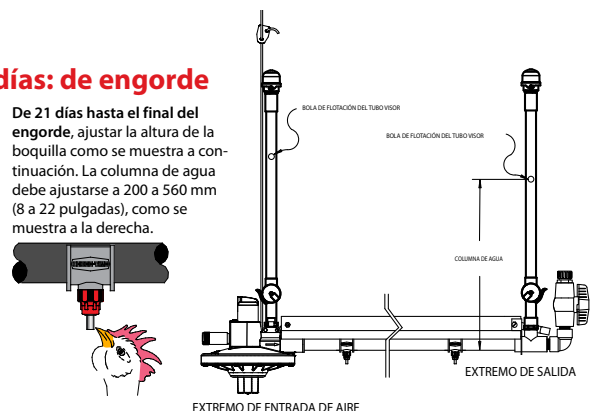 días: de engorde
De 21 días hasta el final del
engorde, ajustar la altura de la
boquilla como se muestra a con-
tinuación. La columna de agua
debe ajustarse a 200 a 560 mm
(8 a 22 pulgadas), como se
muestra a la derecha.
BOLA DE FLOTACIÓN DEL TUBO VISOR
BOLA DE FLOTACIÓN DEL TUBO VISOR
COLUMNA DE AGUA
EXTREMO DE SALIDA
EXTREMO DE ENTRADA DE AIRE